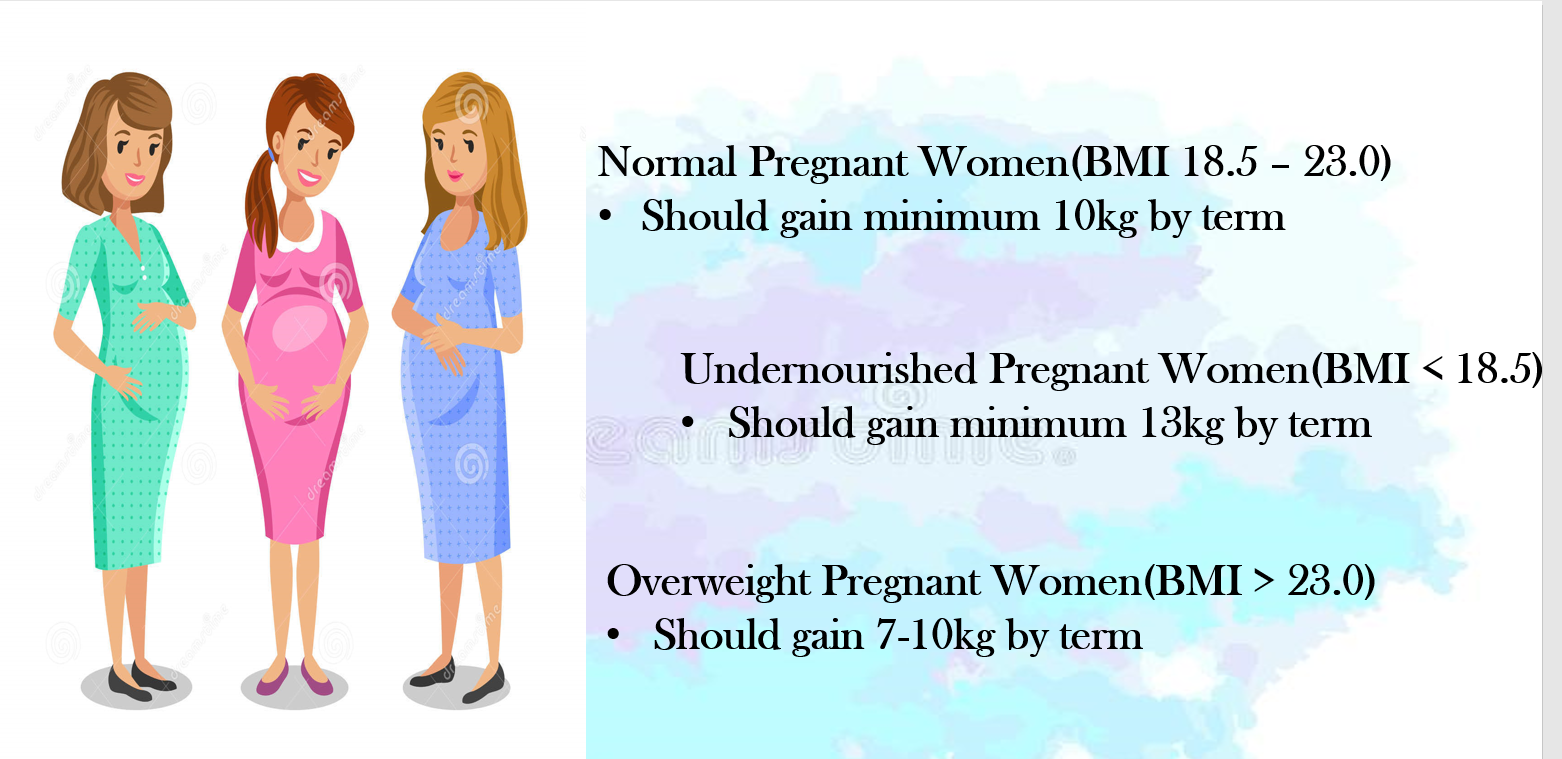 Normal Pregnant Women(BMI 18.5 – 23.0)
• Should gain minimum 10kg by term
Undernourished Pregnant Women(BMI < 18.5)
• Should gain minimum 13kg by term
Overweight Pregnant Women(BMI > 23.0)
• Should gain 7-10kg by term